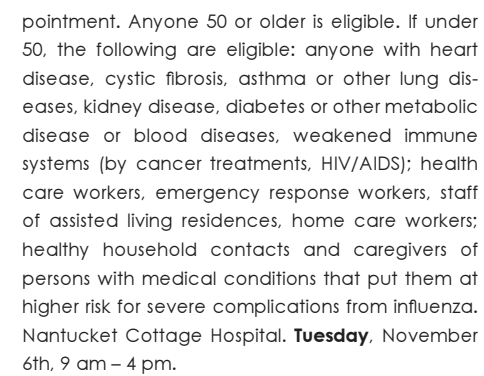 pointment. Anyone 50 or older is eligible. If under
50, the following are eligible: anyone with heart
disease, cystic fibrosis, asthma or other lung dis-
eases, kidney disease, diabetes or other metabolic
disease or blood diseases, weakened immune
systems (by cancer treatments, HIV/AIDS); health
care workers, emergency response workers, staff
of assisted living residences, home care workers;
healthy household contacts and caregivers of
persons with medical conditions that put them at
higher risk for severe complications from influenza.
Nantucket Cottage Hospital. Tuesday, November
6th, 9 am – 4 pm.